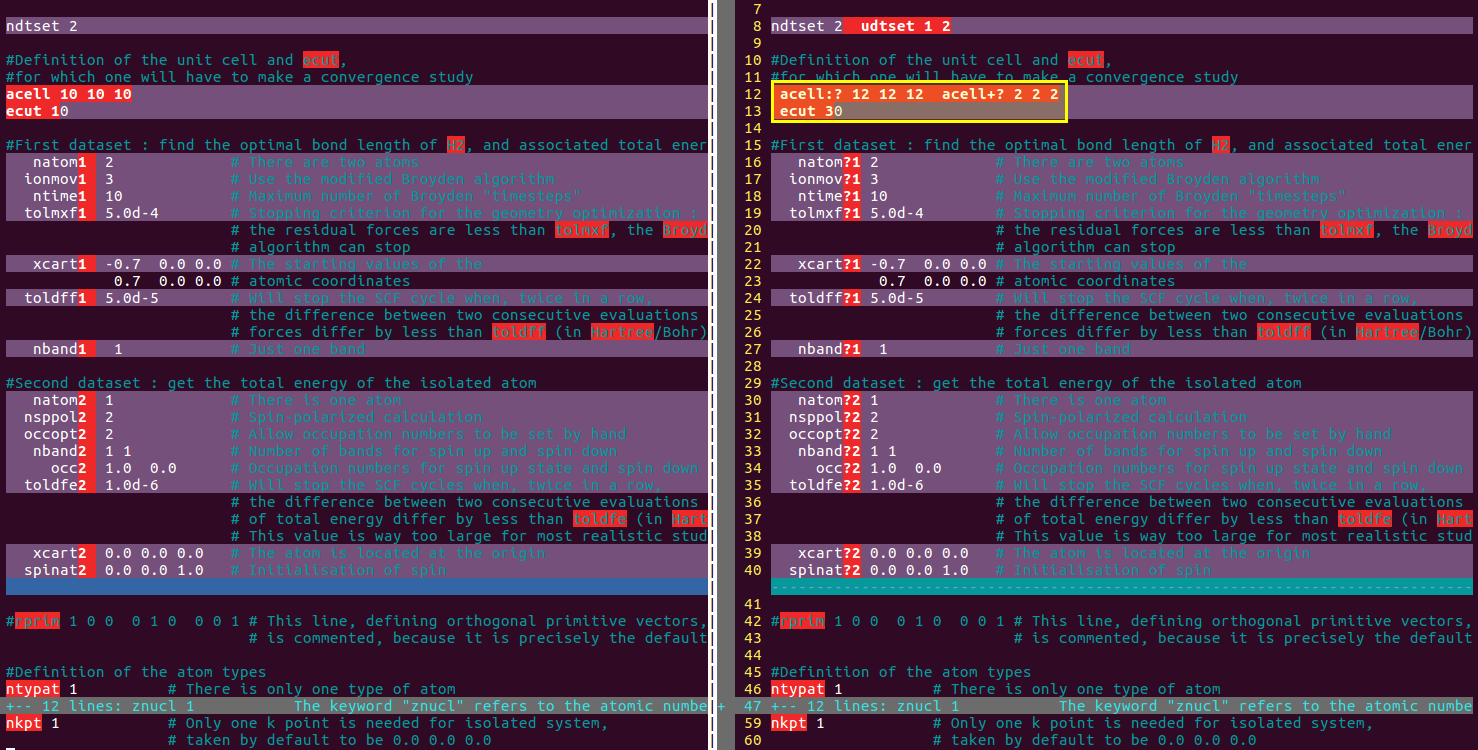 ndtset 2
#Definition of the unit cell and ecut,
#for which one will have to make a convergence study
acell 10 10 10
ecut 10
#First dataset : find the optimal bond length of H2, and associated total ener
natom1 2 # There are two atoms
ionmov1 3 # Use the modified Broyden algorithm
ntime1 10 # Maximum number of Broyden "timesteps"
tolmxf1 5.0d-4 # Stopping criterion for the geometry optimization :
# the residual forces are less than tolmxf, the Broyd
# algorithm can stop
xcart1 -0.7 0.0 0.0 # The starting values of the
0.7 0.0 0.0 # atomic coordinates
toldff1 5.0d-5 # Will stop the SCF cycle when, twice in a row,
# the difference between two consecutive evaluations
# forces differ by less than toldff (in Hartree/Bohr)
nband1 1 # Just one band
#Second dataset : get the total energy of the isolated atom
natom2 1 # There is one atom
nsppol2 2 # Spin-polarized calculation
occopt2 2 # Allow occupation numbers to be set by hand
nband2 1 1 # Number of bands for spin up and spin down
occ2 1.0 0.0 # Occupation numbers for spin up state and spin down
toldfe2 1.0d-6 # Will stop the SCF cycles when, twice in a row,
# the difference between two consecutive evaluations
# of total energy differ by less than toldfe (in Hart
# This value is way too large for most realistic stud
xcart2 0.0 0.0 0.0 # The atom is located at the origin
spinat2 0.0 0.0 1.0 # Initialisation of spin
#rprim 1 0 0 0 1 0 0 0 1 # This line, defining orthogonal primitive vectors,
# is commented, because it is precisely the default
#Definition of the atom types
ntypat 1 # There is only one type of atom
+-- 12 lines: znucl 1 The keyword "znucl" refers to the atomic numbe
nkpt 1 # Only one k point is needed for isolated system,
# taken by default to be 0.0 0.0 0.0
7
8 ndtset 2 udtset 1 2
9
10 #Definition of the unit cell and ecut,
11 #for which one will have to make a convergence study
12 acell:? 12 12 12 acell+? 2 2 2
13 ecut 30
14
15 #First dataset : find the optimal bond length of H2, and associated total ener
16 natom?1 2 # There are two atoms
17 ionmov?1 3 # Use the modified Broyden algorithm
18 ntime?1 10 # Maximum number of Broyden "timesteps"
19 tolmxf?1 5.0d-4 # Stopping criterion for the geometry optimization :
20 # the residual forces are less than tolmxf, the Broyd
21 # algorithm can stop
22 xcart?1 -0.7 0.0 0.0 # The starting values of the
23 0.7 0.0 0.0 # atomic coordinates
24 toldff?1 5.0d-5 # Will stop the SCF cycle when, twice in a row,
25 # the difference between two consecutive evaluations
26 # forces differ by less than toldff (in Hartree/Bohr)
27 nband?1 1 # Just one band
28
29 #Second dataset : get the total energy of the isolated atom
30 natom?2 1 # There is one atom
31 nsppol?2 2 # Spin-polarized calculation
32 occopt?2 2 # Allow occupation numbers to be set by hand
33 nband?2 1 1 # Number of bands for spin up and spin down
34 occ?2 1.0 0.0 # Occupation numbers for spin up state and spin down
35 toldfe?2 1.0d-6 # Will stop the SCF cycles when, twice in a row,
36 # the difference between two consecutive evaluations
37 # of total energy differ by less than toldfe (in Hart
38 # This value is way too large for most realistic stud
39 xcart?2 0.0 0.0 0.0 # The atom is located at the origin
40 spinat?2 0.0 0.0 1.0 # Initialisation of spin
41
42 #rprim 1 0 0 0 1 0 0 0 1 # This line, defining orthogonal primitive vectors,
43 # is commented, because it is precisely the default
44
45 #Definition of the atom types
46 ntypat 1 # There is only one type of atom
+ 47 +-- 12 lines: znucl 1 The keyword "znucl" refers to the atomic numbe
59 nkpt 1 # Only one k point is needed for isolated system,
60 # taken by default to be 0.0 0.0 0.0